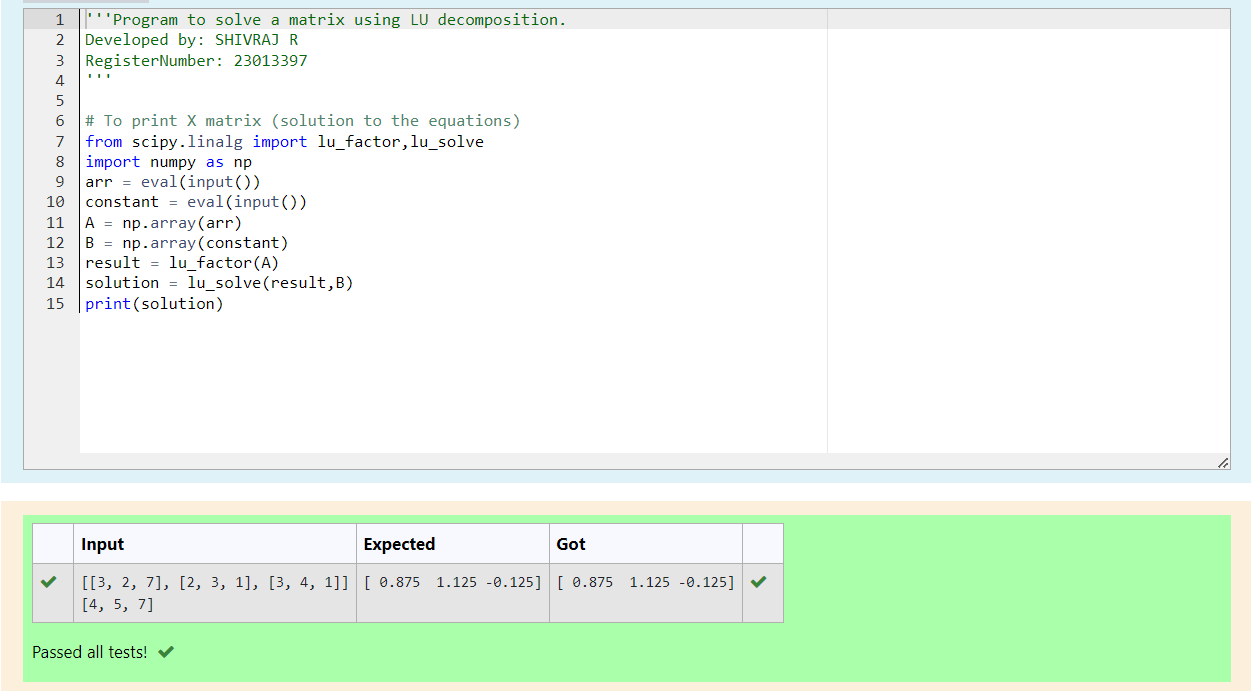 1 '''Program to solve a matrix using LU decomposition.
2 Developed by: SHIVRAJ R
3 RegisterNumber: 23013397
4 '''
5
6 # To print X matrix (solution to the equations)
7 from scipy.linalg import lu_factor,lu_solve
8 import numpy as np
9 arr = eval(input())
10 constant = eval(input())
11 A = np.array(arr)
12 B = np.array(constant)
13 result = lu_factor(A)
14 solution = lu_solve(result,B)
15 print(solution)
Input Expected Got
[[3, 2, 7], [2, 3, 1], [3, 4, 1]] [ 0.875  1.125 -0.125] [ 0.875  1.125 -0.125]
[4, 5, 7]
Passed all tests!